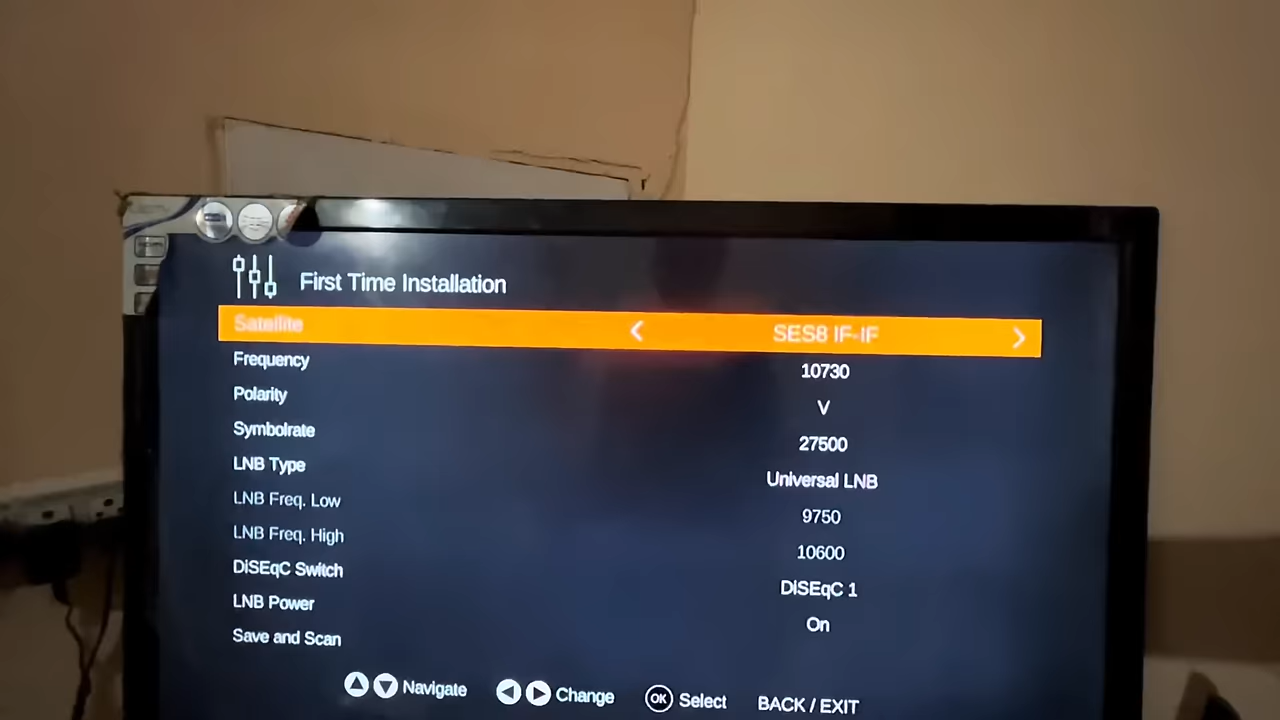 First Time Installation
Satellite SES8 IF-IF
Frequency 10730
Polarity V
Symbolrate 27500
LNB Type Universal LNB
LNB Freq. Low 9750
LNB Freq. High 10600
DiSEqC Switch DiSEqC 1
LNB Power On
Save and Scan
Navigate Change OK Select BACK / EXIT